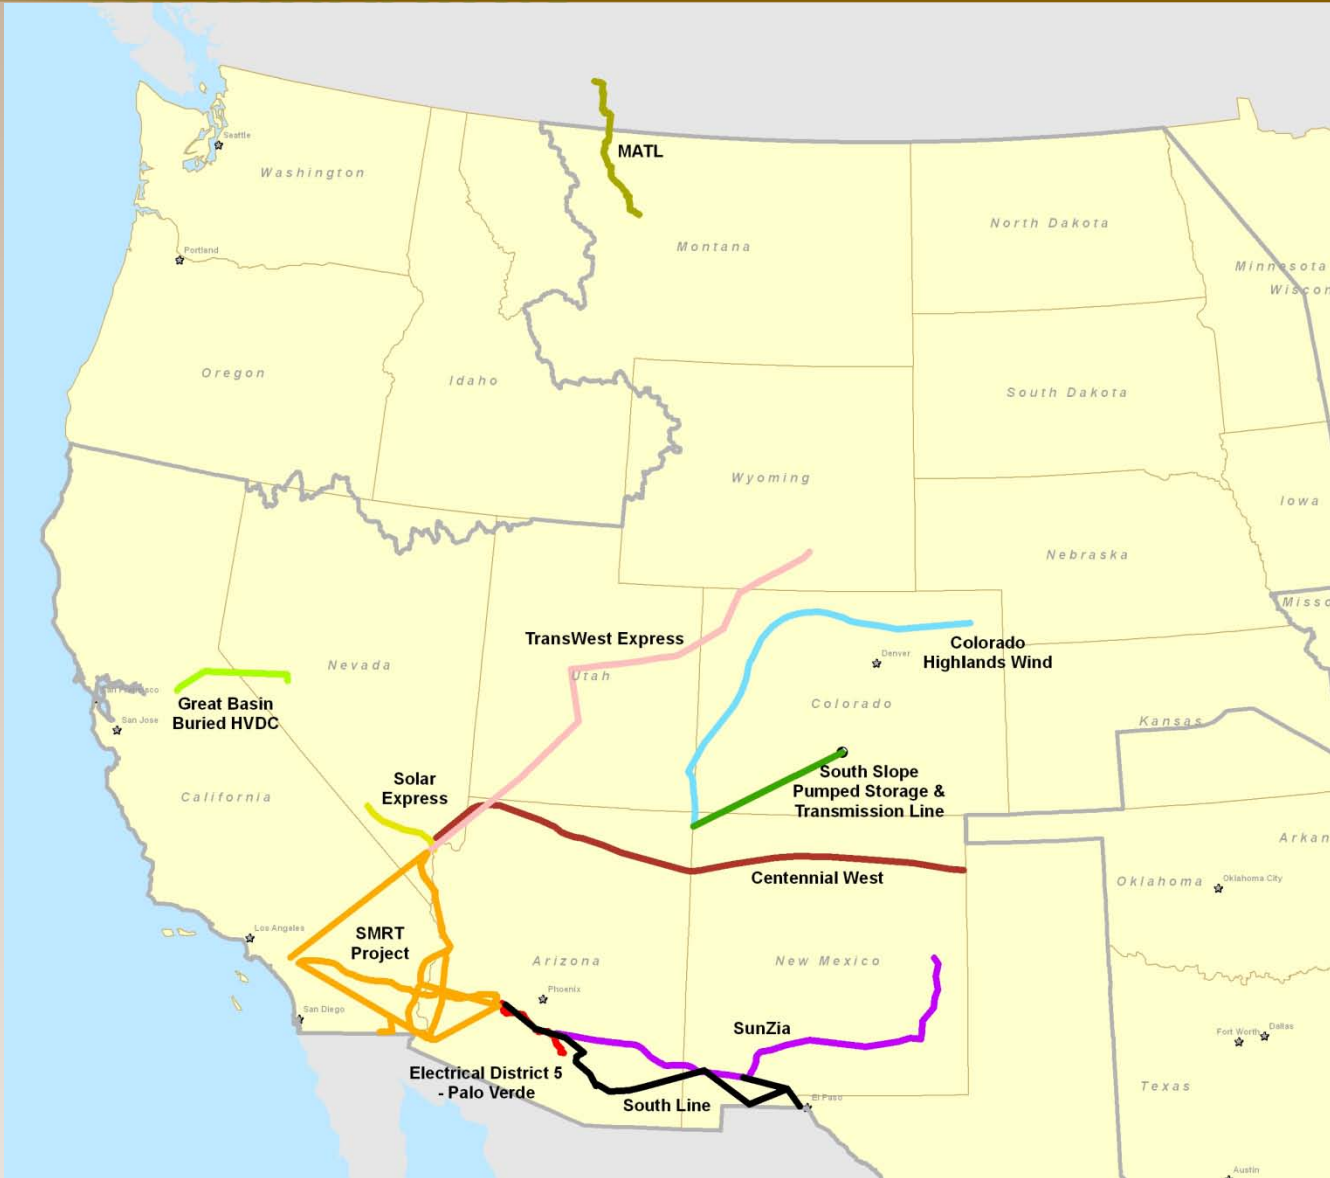 Seattle
Washington
MATL
North Dakota
Montana
Portland
Minnesota
Wiscon
Oregon
Idaho
South Dakota
Wyoming
Iowa
Nebraska
Misso
TransWest Express
Colorado
Highlands Wind
Denver
Nevada
Utah
San Francisco
Great Basin
Buried HVDC
San Jose
Colorado
Kansas
South Slope
Pumped Storage &
Transmission Line
Solar
Express
California
Arkan
Centennial West
Oklahoma
Oklahoma City
Los Angeles
SMRT
Project
Arizona
New Mexico
Phoenix
San Diego
SunZia
Fort Worth
Dallas
Electrical District 5
- Palo Verde
South Line
El Paso
Texas
Austin